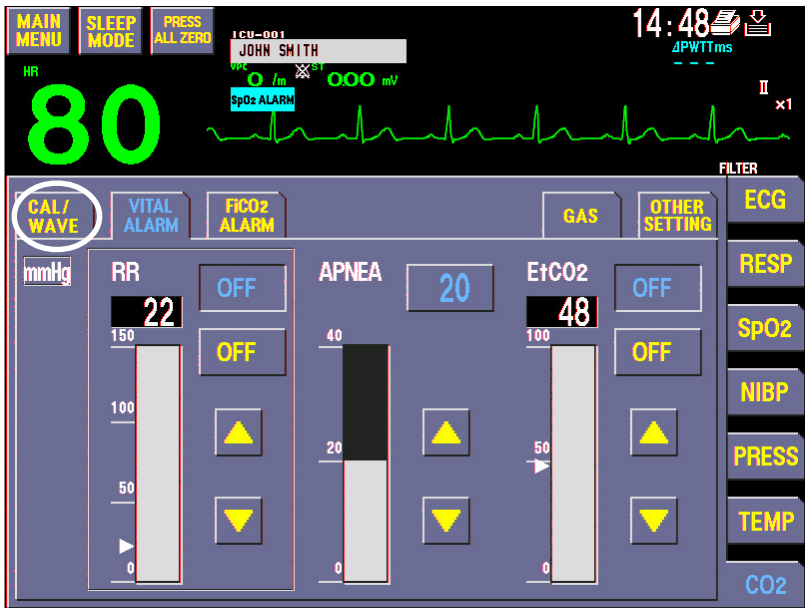 MAIN MENU
SLEEP MODE
PRESS ALL ZERO
ICU-001
JOHN SMITH
14:48
ΔPWTTms
- - -
HR
80
VPC
0 /m
ST
0.00 mV
SpO2 ALARM
II
×1
FILTER
CAL/ WAVE
VITAL ALARM
FiCO2 ALARM
GAS
OTHER SETTING
ECG
RESP
SpO2
NIBP
PRESS
TEMP
CO2
mmHg
RR
22
OFF
OFF
150
100
50
0
APNEA
20
40
20
0
EtCO2
48
OFF
OFF
100
50
0